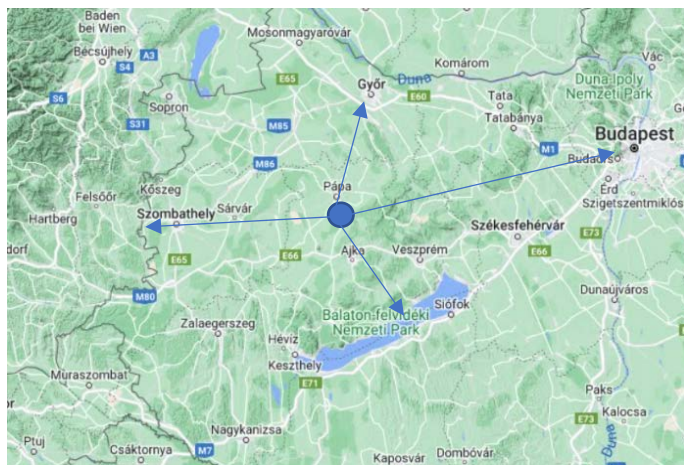 Baden
bei Wien
Mosonmagyaróvár
Bécsújhely
A3
S4
Vác
Komárom
Duna
Duna-Ipoly
Nemzeti Park
E65
Győr
S6
Sopron
E60
Tata
Tatabánya
S31
M85
Budapest
M1
Budaörs
M86
Érd
Szigetszentmiklós
Kőszeg
Pápa
Felsőőr
Hartberg
Szombathely
Sárvár
Székesfehérvár
E73
E66
Ajka
Veszprém
E66
E65
M80
Dunaújváros
Balaton-felvidéki
Nemzeti Park
Siófok
Zalaegerszeg
Hévíz
Keszthely
E71
Muraszombat
Paks
Kalocsa
E73
Duna
Ptuj
Nagykanizsa
Csáktornya
M7
Kaposvár
Dombóvár